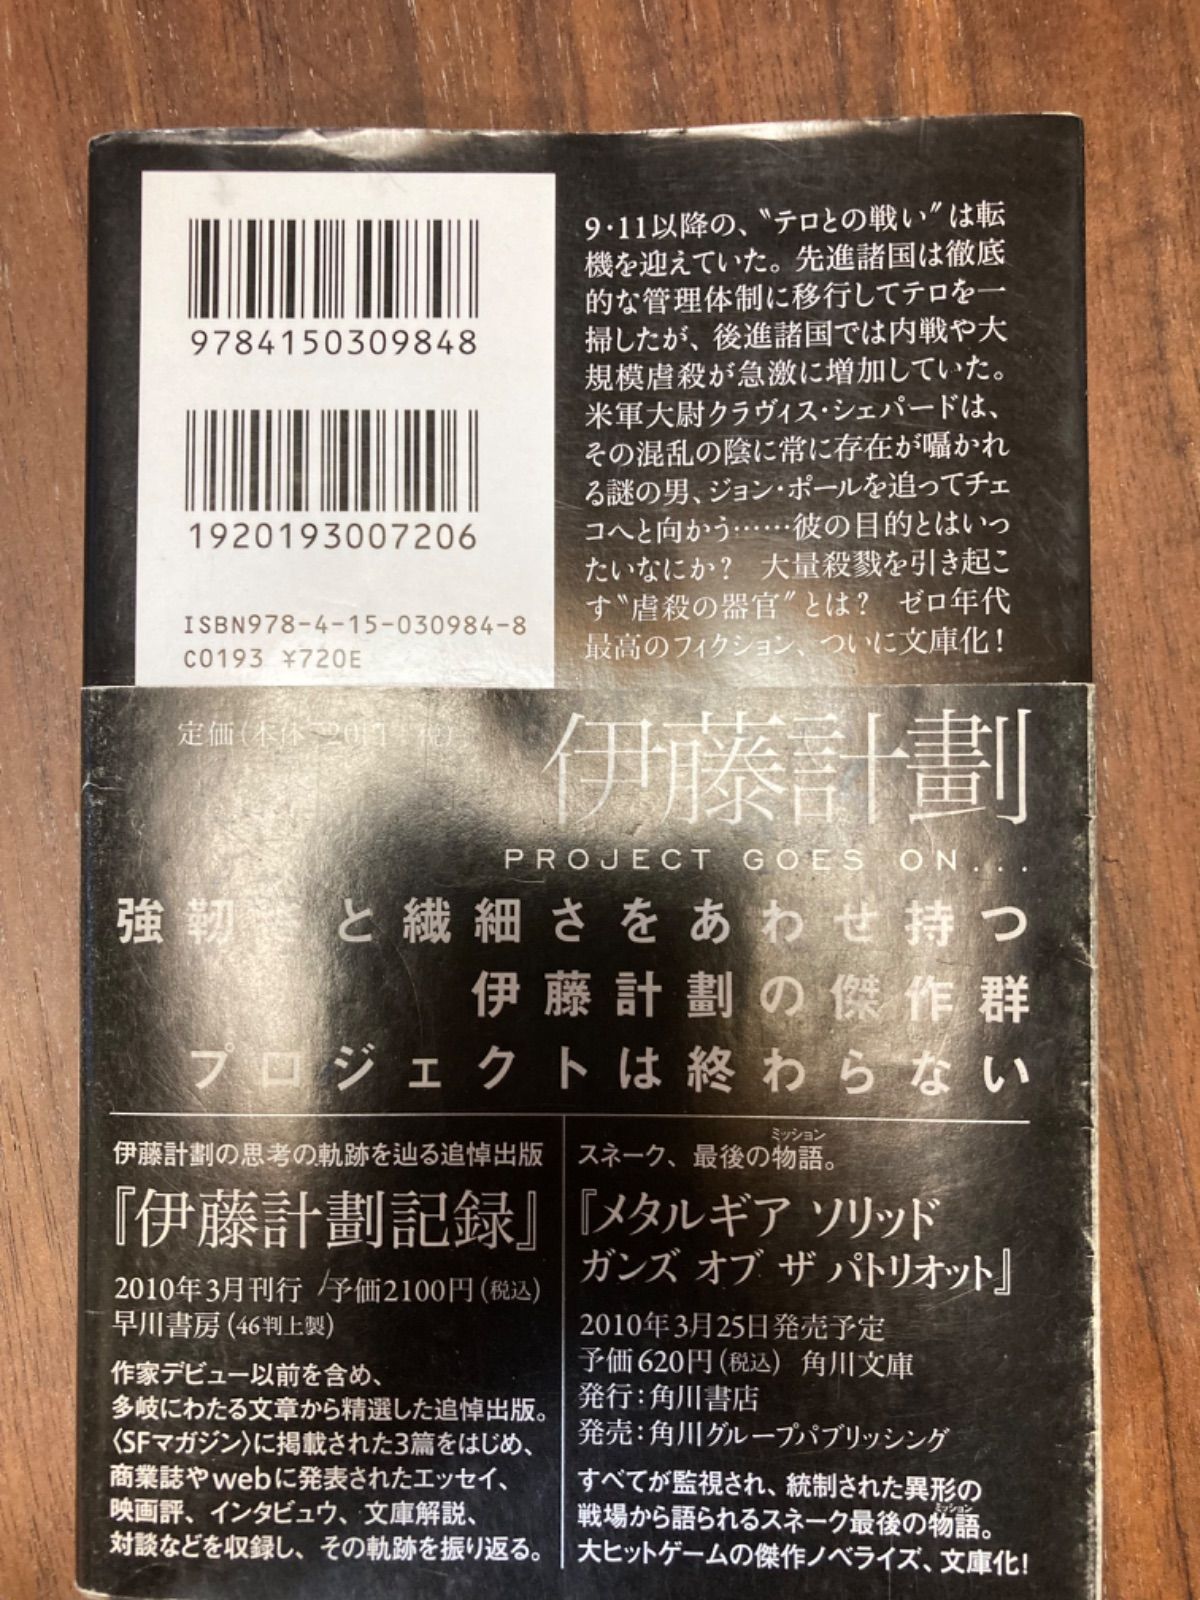 9784150309848
1920193007206
ISBN978-4-15-030984-8
C0193 ¥720E
9・11以降の、〝テロとの戦い〟は転
機を迎えていた。先進諸国は徹底
的な管理体制に移行してテロを一
掃したが、後進諸国では内戦や大
規模虐殺が急激に増加していた。
米軍大尉クラヴィス・シェパードは、
その混乱の陰に常に存在が囁かれ
る謎の男、ジョン・ポールを追ってチェ
コへと向かう……彼の目的とはいっ
たいなにか? 大量殺戮を引き起こ
す〝虐殺の器官〟とは? ゼロ年代
最高のフィクション、ついに文庫化!
定価(本体720円 税)
伊藤計劃
PROJECT GOES ON...
強靭さと繊細さをあわせ持つ
伊藤計劃の傑作群
プロジェクトは終わらない
伊藤計劃の思考の軌跡を辿る追悼出版
『伊藤計劃記録』
2010年3月刊行/予価2100円(税込)
早川書房(46判上製)
作家デビュー以前を含め、
多岐にわたる文章から精選した追悼出版。
〈SFマガジン〉に掲載された3篇をはじめ、
商業誌やwebに発表されたエッセイ、
映画評、インタビュウ、文庫解説、
対談などを収録し、その軌跡を振り返る。
スネーク、最後の物語。
ミッション
『メタルギア ソリッド
ガンズ オブ ザ パトリオット』
2010年3月25日発売予定
予価620円(税込) 角川文庫
発行:角川書店
発売:角川グループパブリッシング
すべてが監視され、統制された異形の
戦場から語られるスネーク最後の物語。
ミッション
大ヒットゲームの傑作ノベライズ、文庫化!